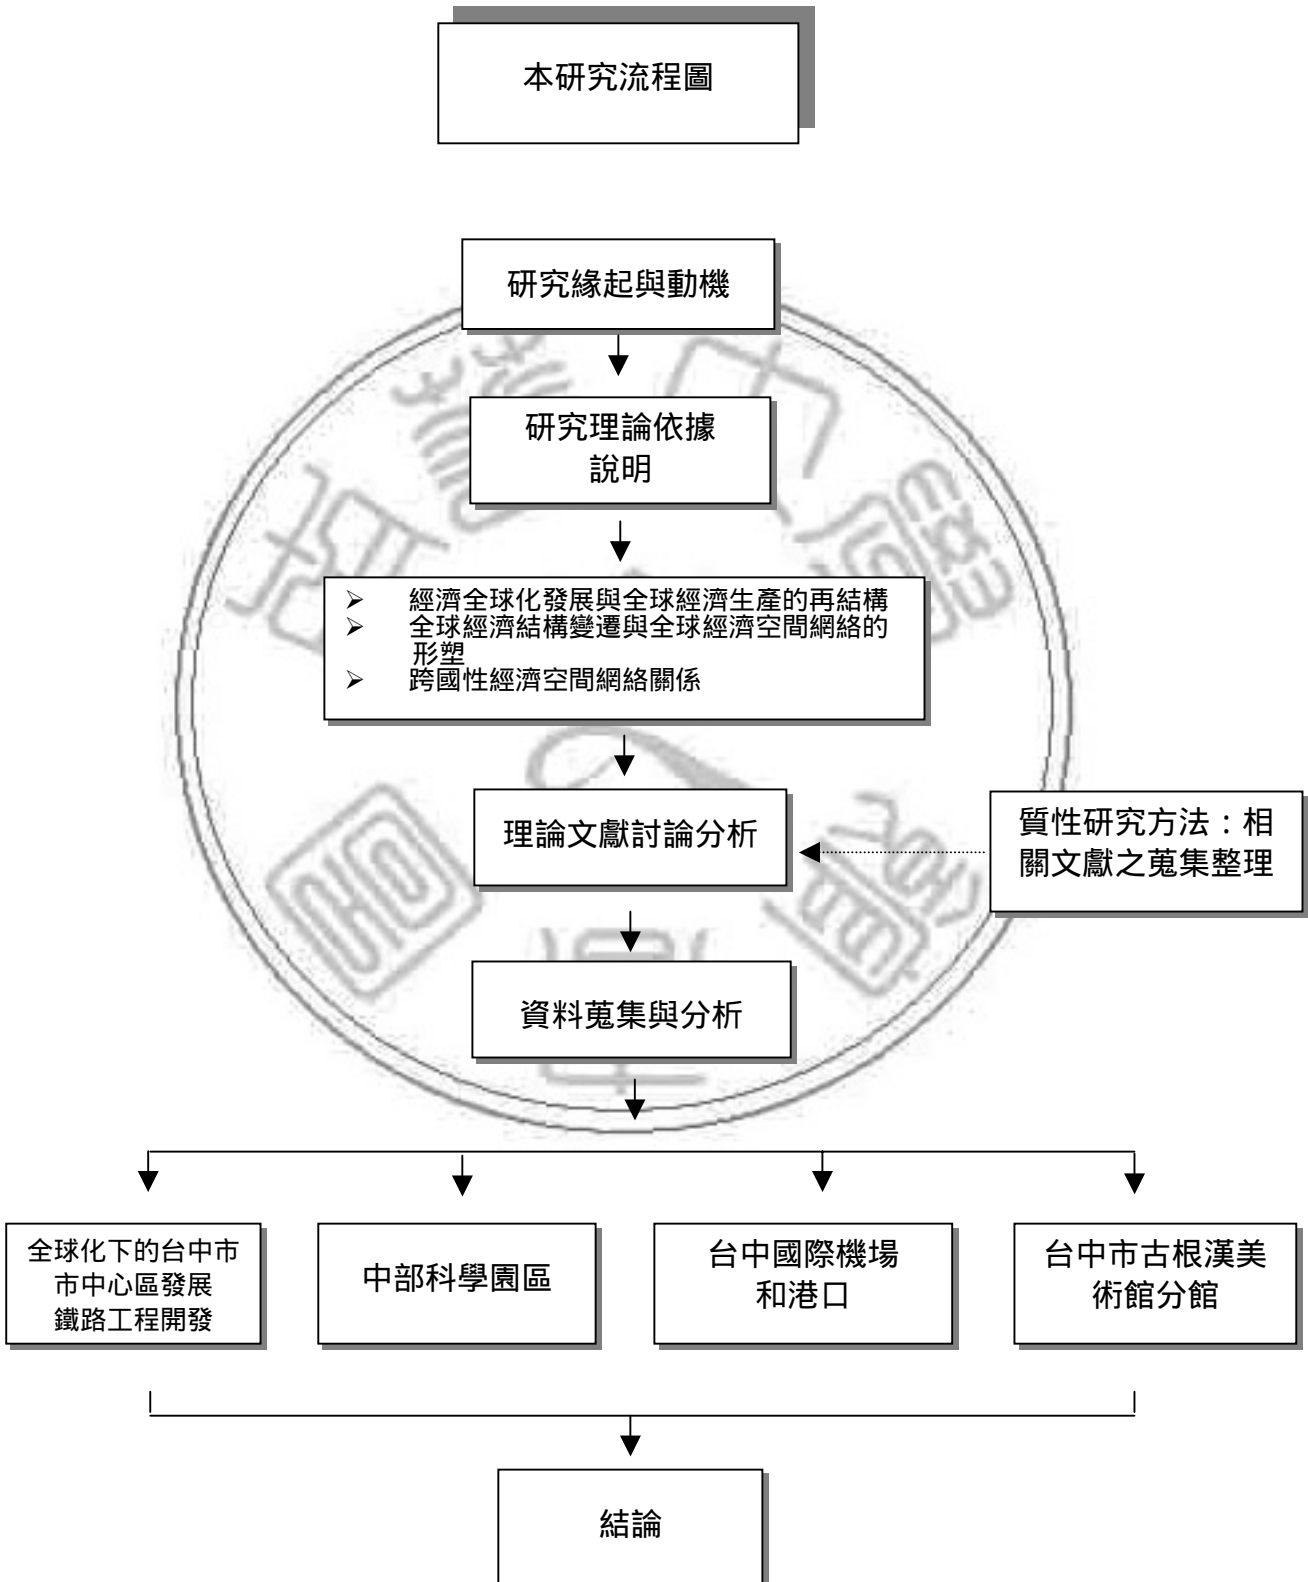 本研究流程圖
研究緣起與動機
研究理論依據
說明
➢ 經濟全球化發展與全球經濟生產的再結構
➢ 全球經濟結構變遷與全球經濟空間網絡的
形塑
➢ 跨國性經濟空間網絡關係
理論文獻討論分析
質性研究方法：相
關文獻之蒐集整理
資料蒐集與分析
全球化下的台中市
市中心區發展
鐵路工程開發
中部科學園區
台中國際機場
和港口
台中市古根漢美
術館分館
結論